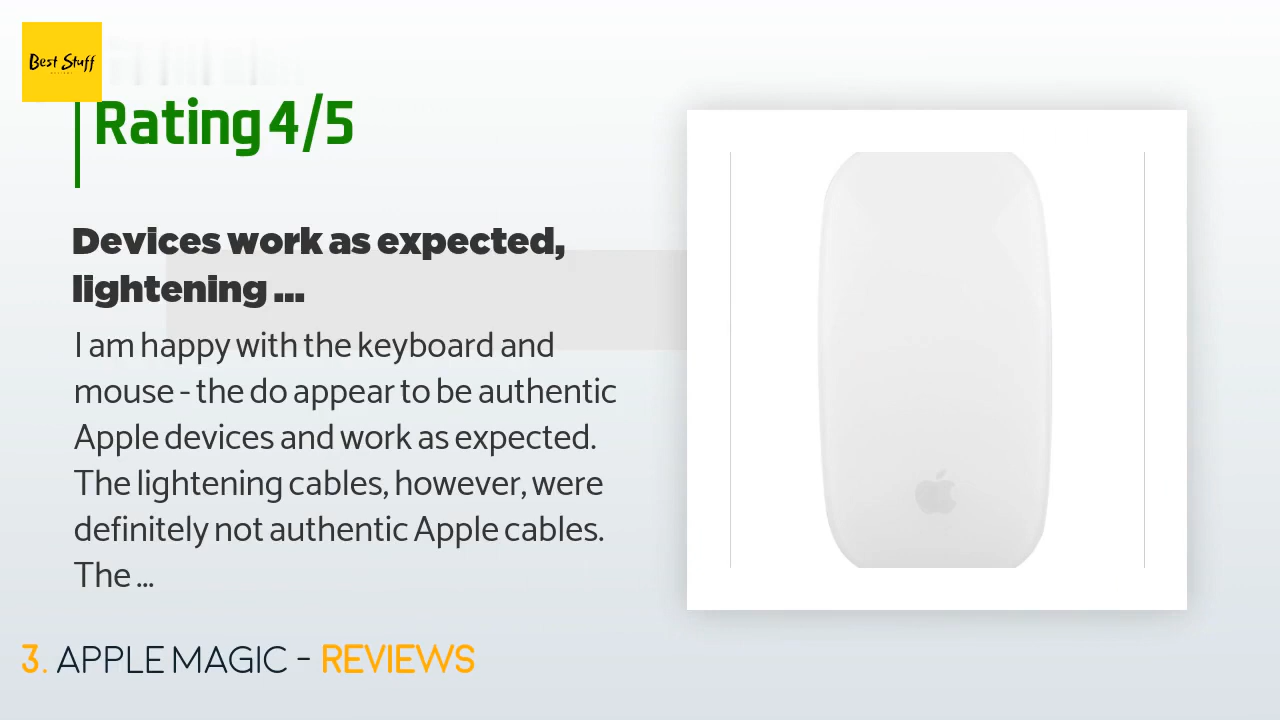 Best Stuff
Rating 4/5
Devices work as expected,
lightening ...
I am happy with the keyboard and
mouse - the do appear to be authentic
Apple devices and work as expected.
The lightening cables, however, were
definitely not authentic Apple cables.
The ...
3. APPLE MAGIC - REVIEWS